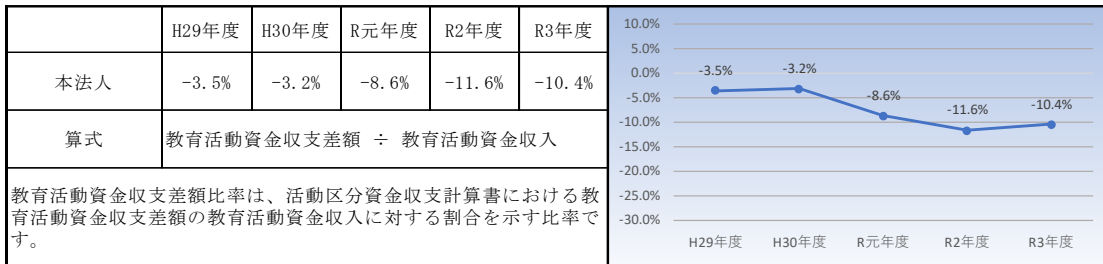 H29年度 H30年度 R元年度 R2年度 R3年度
本法人 -3.5% -3.2% -8.6% -11.6% -10.4%
算式 教育活動資金収支差額 ÷ 教育活動資金収入
教育活動資金収支差額比率は、活動区分資金収支計算書における教
育活動資金収支差額の教育活動資金収入に対する割合を示す比率で
す。
10.0%
5.0%
0.0%
-5.0%
-10.0%
-15.0%
-20.0%
-25.0%
-30.0%
-3.5% -3.2% -8.6% -11.6% -10.4%
H29年度 H30年度 R元年度 R2年度 R3年度